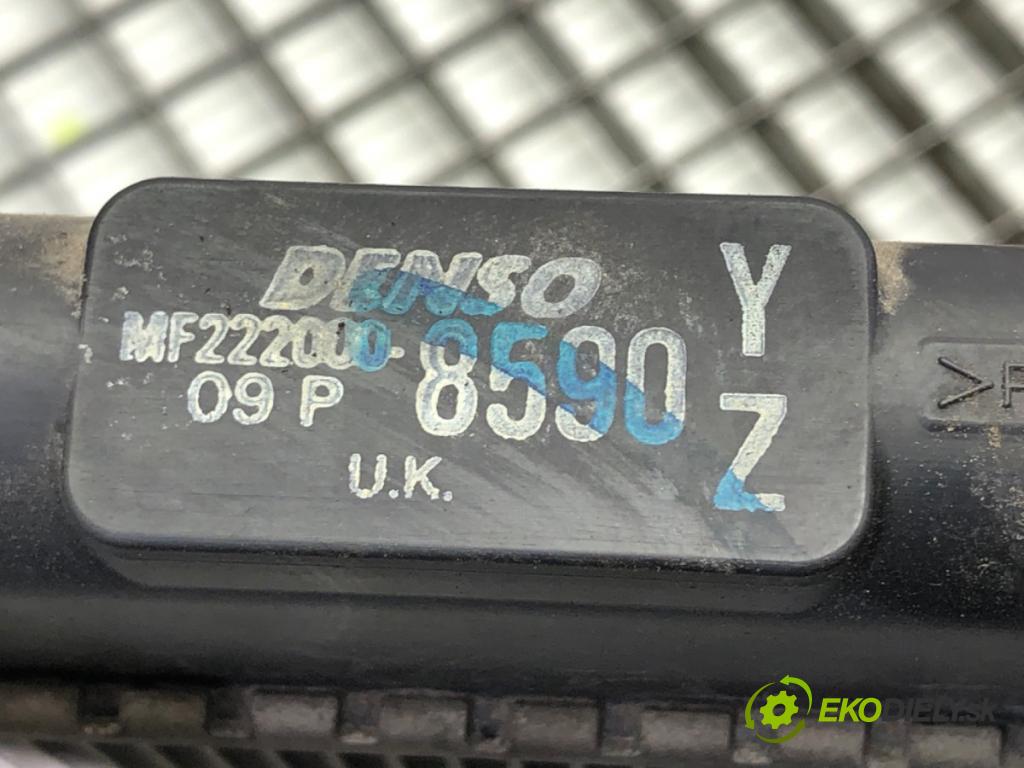 DENSO
MF222000-8590
09 P
U.K.
Y
Z
>P
EKODIELY.SK